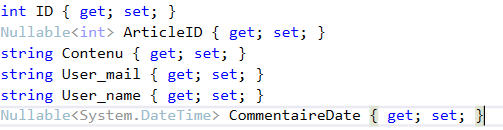 int ID { get; set; }
Nullable<int> ArticleID { get; set; }
string Contenu { get; set; }
string User_mail { get; set; }
string User_name { get; set; }
Nullable<System.DateTime> CommentaireDate { get; set; }